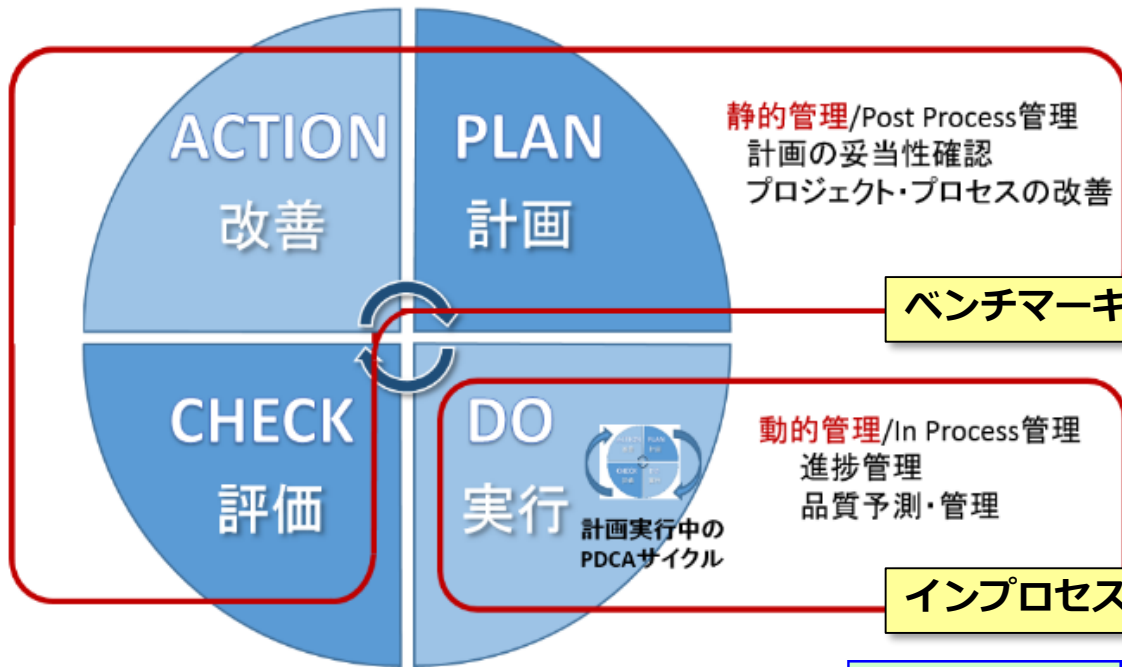 ACTION
改善
PLAN
計画
静的管理/Post Process管理
計画の妥当性確認
プロジェクト・プロセスの改善
ベンチマーキ
CHECK
評価
DO
実行
計画実行中の
PDCAサイクル
動的管理/In Process管理
進捗管理
品質予測・管理
インプロセス